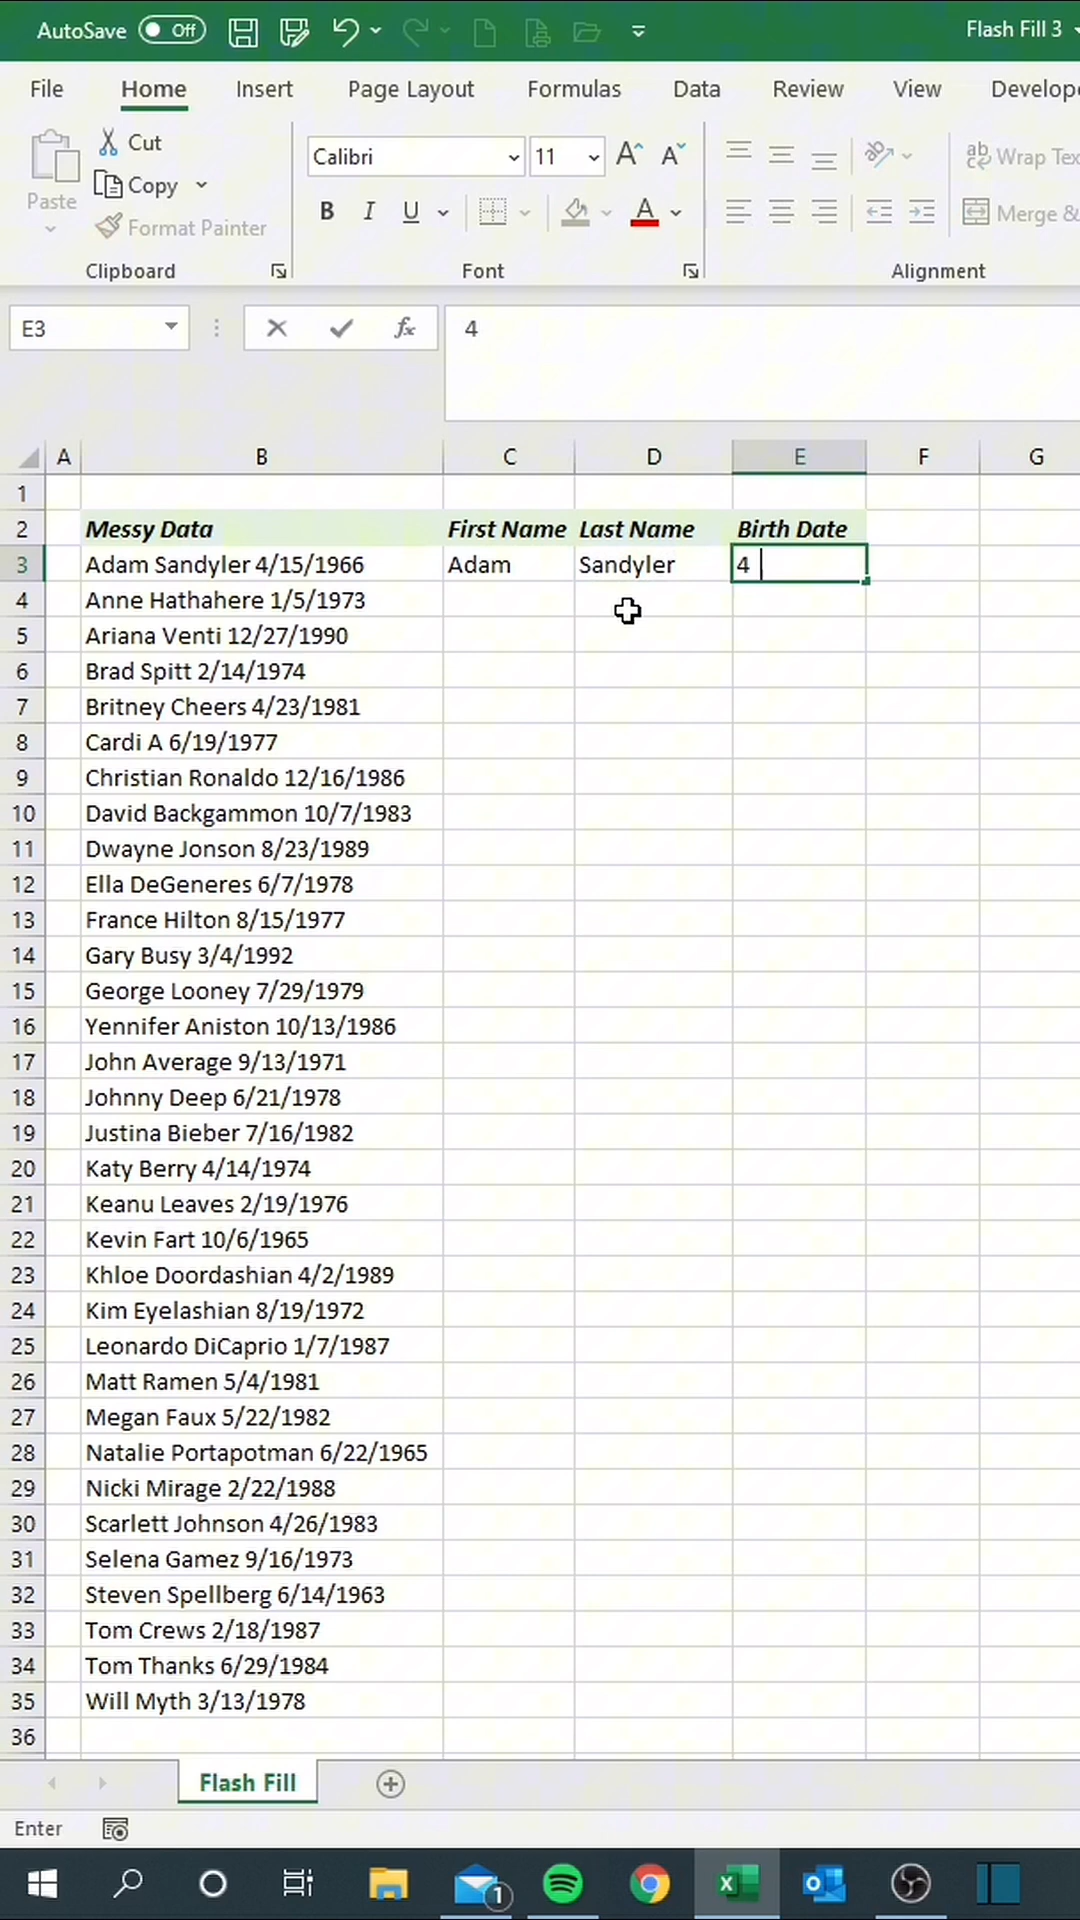 AutoSave Off Flash Fill 3
File Home Insert Page Layout Formulas Data Review View Develope
Paste Cut Calibri 11 A A ab Wrap Tex
Copy B I U A Merge &
Format Painter
Clipboard Font Alignment
E3 fx 4
A B C D E F G
1
2 Messy Data First Name Last Name Birth Date
3 Adam Sandyler 4/15/1966 Adam Sandyler 4
4 Anne Hathahere 1/5/1973
5 Ariana Venti 12/27/1990
6 Brad Spitt 2/14/1974
7 Britney Cheers 4/23/1981
8 Cardi A 6/19/1977
9 Christian Ronaldo 12/16/1986
10 David Backgammon 10/7/1983
11 Dwayne Jonson 8/23/1989
12 Ella DeGeneres 6/7/1978
13 France Hilton 8/15/1977
14 Gary Busy 3/4/1992
15 George Looney 7/29/1979
16 Yennifer Aniston 10/13/1986
17 John Average 9/13/1971
18 Johnny Deep 6/21/1978
19 Justina Bieber 7/16/1982
20 Katy Berry 4/14/1974
21 Keanu Leaves 2/19/1976
22 Kevin Fart 10/6/1965
23 Khloe Doordashian 4/2/1989
24 Kim Eyelashian 8/19/1972
25 Leonardo DiCaprio 1/7/1987
26 Matt Ramen 5/4/1981
27 Megan Faux 5/22/1982
28 Natalie Portapotman 6/22/1965
29 Nicki Mirage 2/22/1988
30 Scarlett Johnson 4/26/1983
31 Selena Gamez 9/16/1973
32 Steven Spellberg 6/14/1963
33 Tom Crews 2/18/1987
34 Tom Thanks 6/29/1984
35 Will Myth 3/13/1978
36
Flash Fill
Enter
1